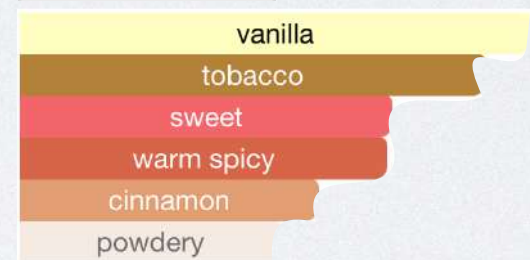 vanilla
tobacco
sweet
warm spicy
cinnamon
powdery